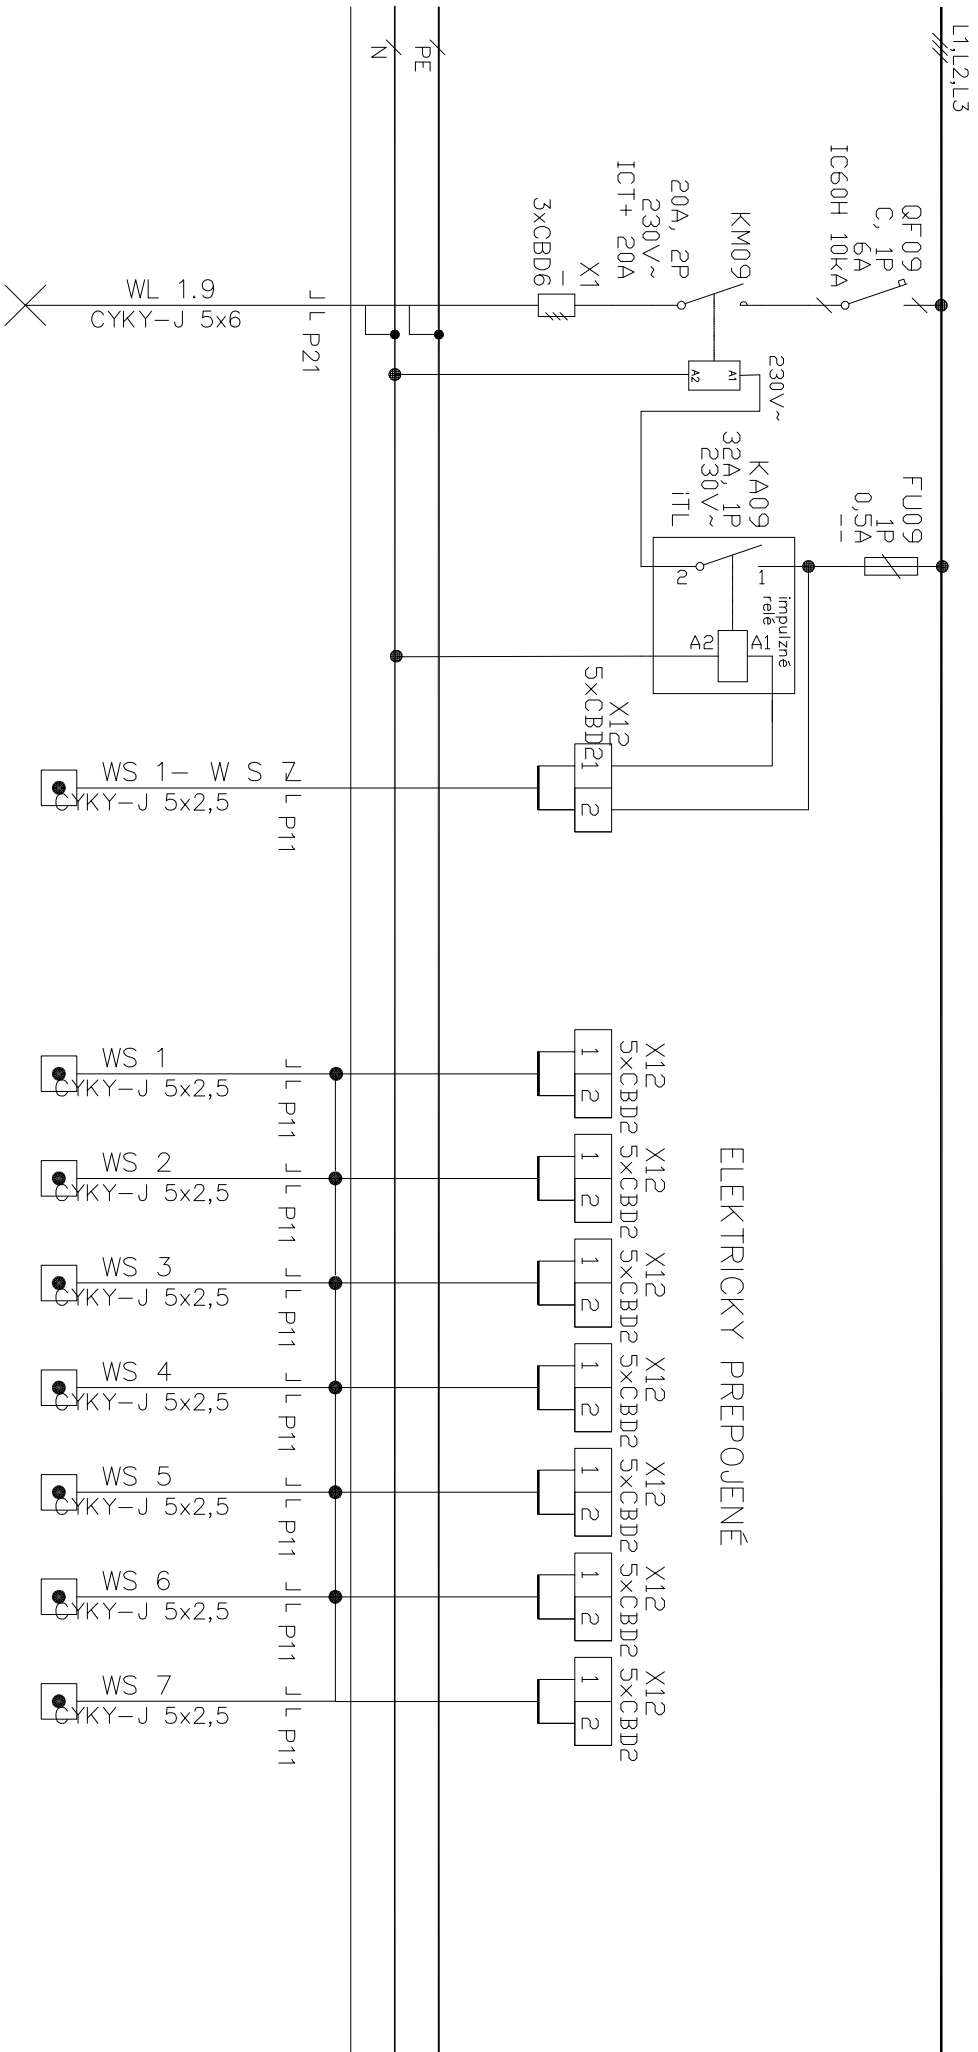 L1,L2,L3
PE
N
QF09
C, 1P
6A
IC60H 10kA
KM09
20A, 2P
230V~
ICT+ 20A
X1
--
3xCBD6
230V~
A1
A2
WL 1.9
CYKY-J 5x6
P21
FU09
1P
0,5A
--
KA09
32A, 1P
230V~
iTL
1
2
impulzné
relé
A1
A2
X12
5xCBD2
1
2
WS 1- W S 7
CYKY-J 5x2,5
P11
ELEKTRICKY PREPOJENÉ
X12
5xCBD2
1
2
WS 1
CYKY-J 5x2,5
P11
X12
5xCBD2
1
2
WS 2
CYKY-J 5x2,5
P11
X12
5xCBD2
1
2
WS 3
CYKY-J 5x2,5
P11
X12
5xCBD2
1
2
WS 4
CYKY-J 5x2,5
P11
X12
5xCBD2
1
2
WS 5
CYKY-J 5x2,5
P11
X12
5xCBD2
1
2
WS 6
CYKY-J 5x2,5
P11
X12
5xCBD2
1
2
WS 7
CYKY-J 5x2,5
P11